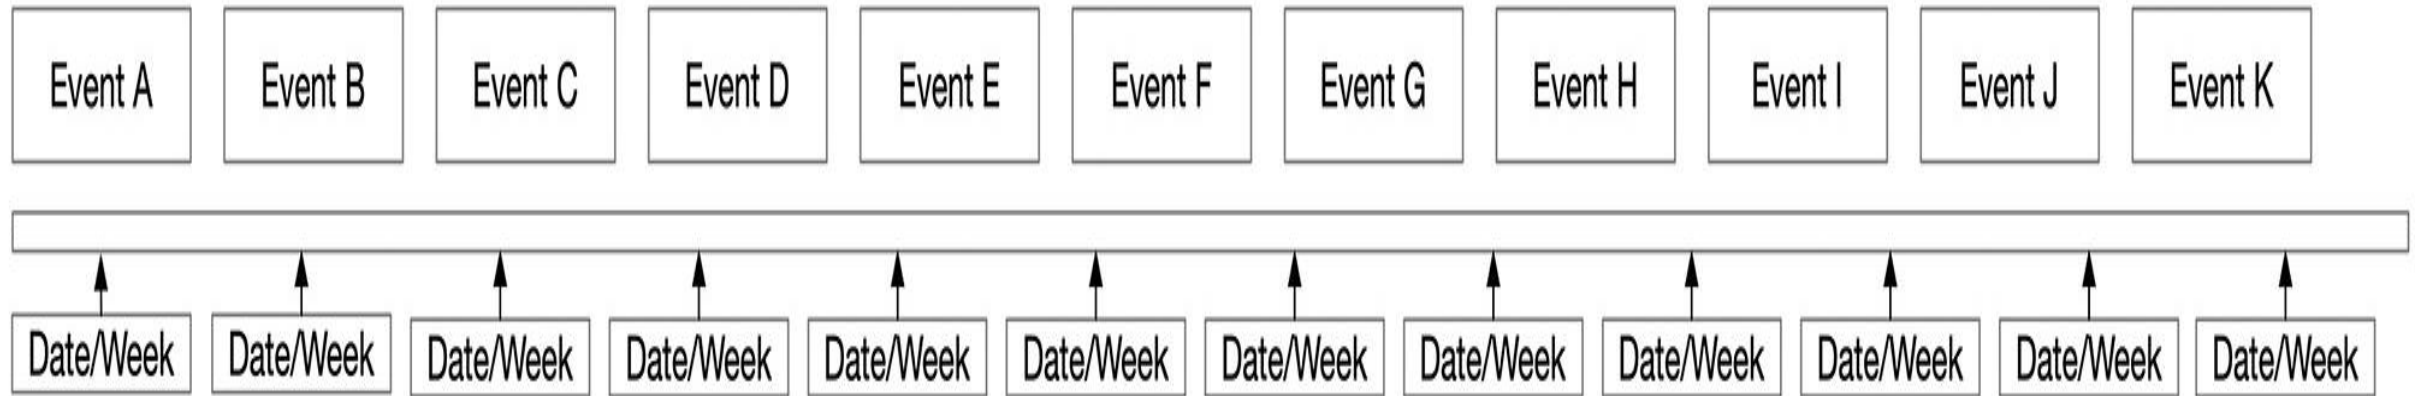 Event A
Event B
Event C
Event D
Event E
Event F
Event G
Event H
Event I
Event J
Event K
Date/Week
Date/Week
Date/Week
Date/Week
Date/Week
Date/Week
Date/Week
Date/Week
Date/Week
Date/Week
Date/Week
Date/Week